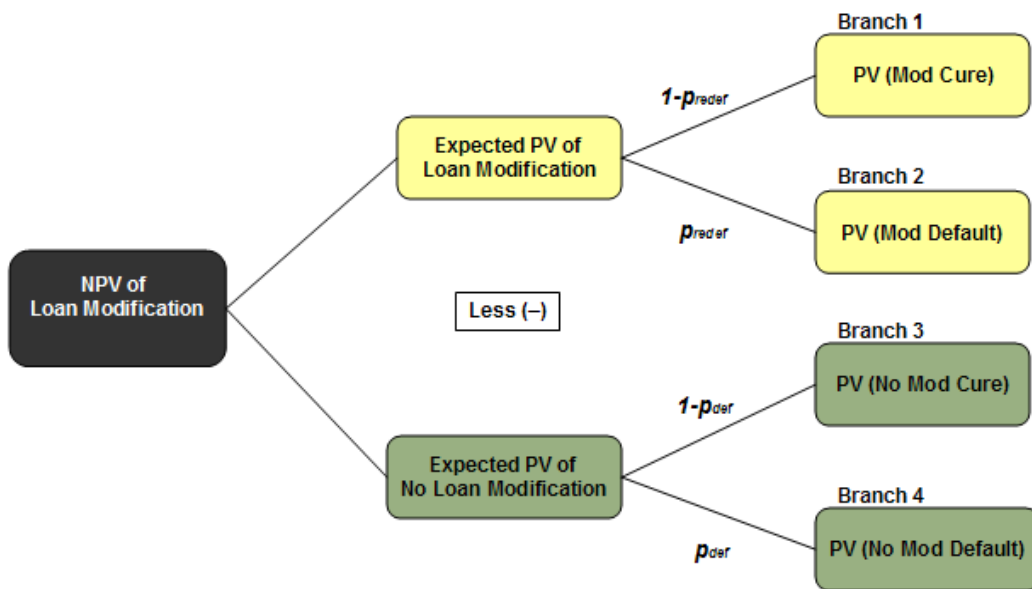 Branch 1
PV (Mod Cure)
1-predef
Expected PV of
Loan Modification
Branch 2
predef
PV (Mod Default)
NPV of
Loan Modification
Less (–)
Branch 3
PV (No Mod Cure)
1-pdef
Expected PV of
No Loan Modification
Branch 4
pdef
PV (No Mod Default)